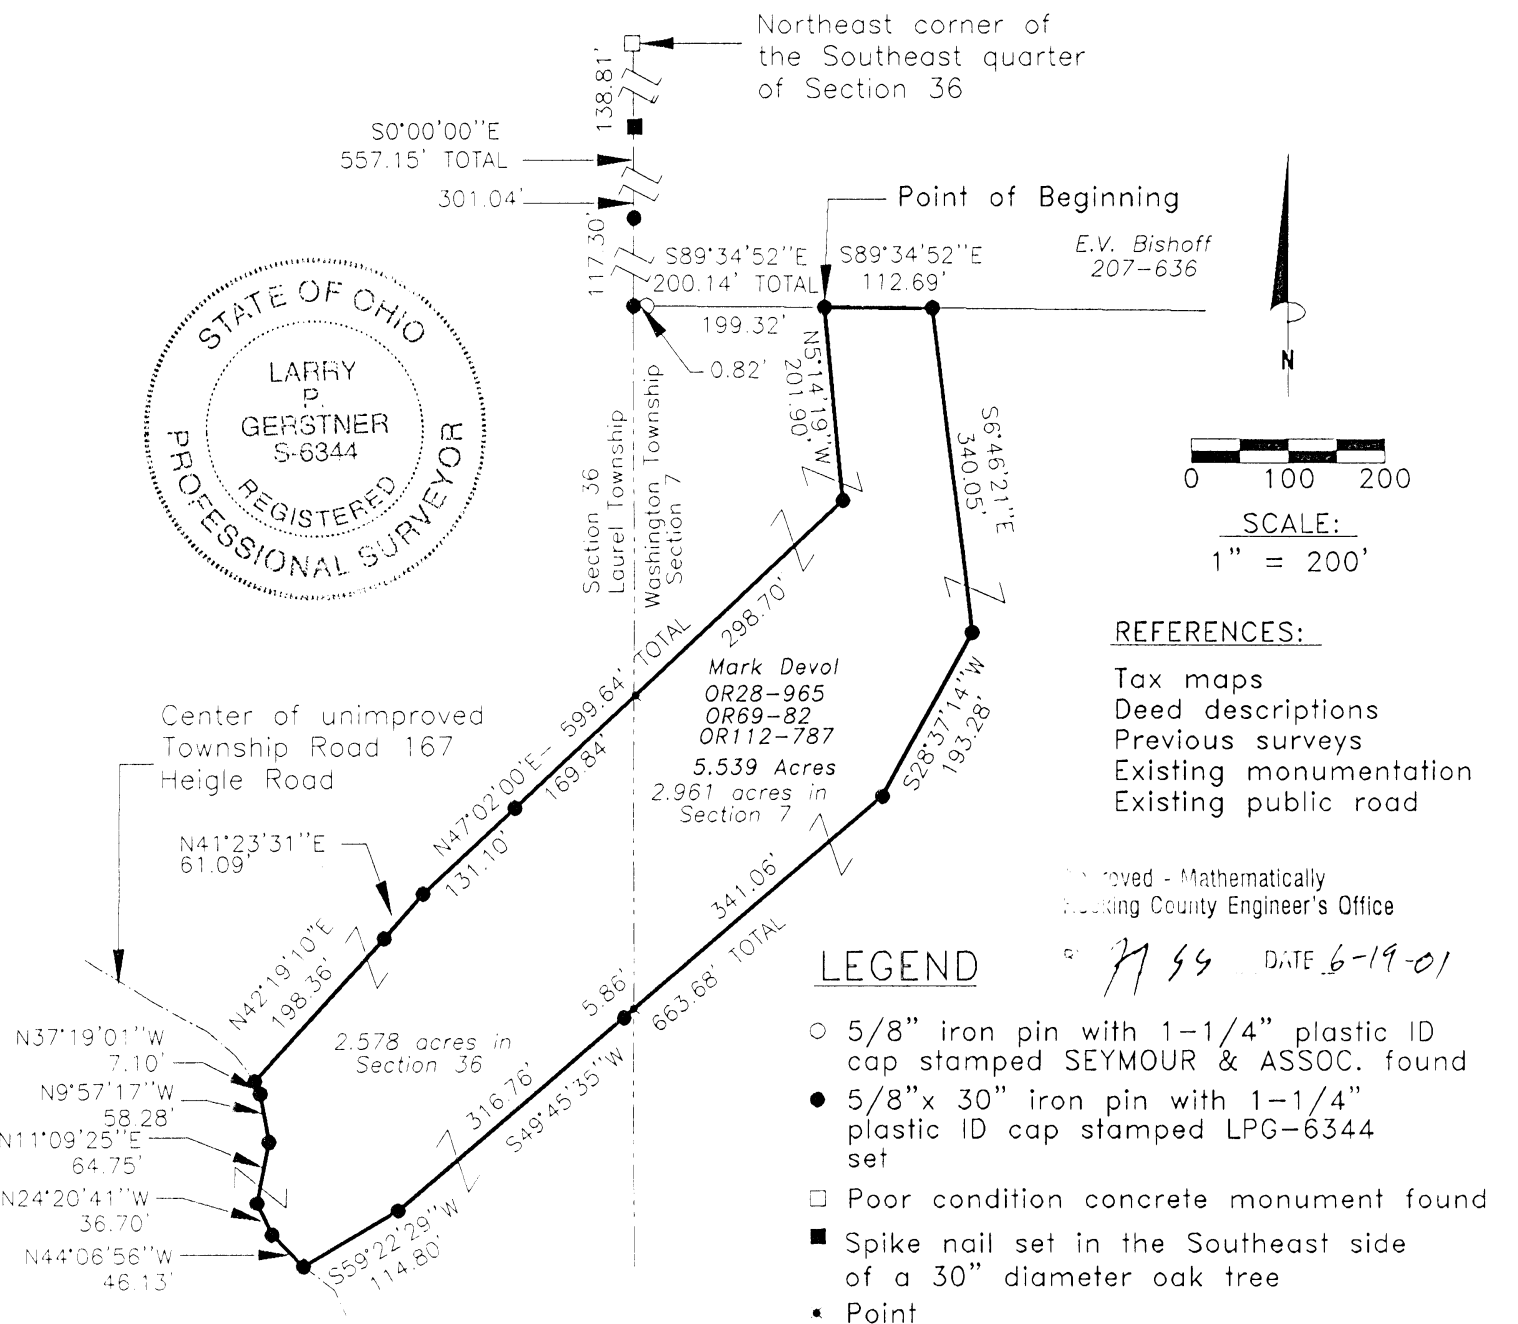 Northeast corner of
the Southeast quarter
of Section 36
138.81'
S0°00'00"E
557.15' TOTAL
301.04'
117.30'
Point of Beginning
S89°34'52"E
200.14' TOTAL
S89°34'52"E
112.69'
E.V. Bishoff
207-636
199.32'
0.82'
N5°14'19"W
201.90'
S6°46'21"E
340.05'
N
STATE OF OHIO
LARRY
P.
GERSTNER
S-6344
REGISTERED
PROFESSIONAL SURVEYOR
0 100 200
SCALE:
1" = 200'
Section 36
Laurel Township
Washington Township
Section 7
REFERENCES:
Tax maps
Deed descriptions
Previous surveys
Existing monumentation
Existing public road
N47°02'00"E- 599.64' TOTAL
298.70'
169.84'
131.10'
Mark Devol
OR28-965
OR69-82
OR112-787
5.539 Acres
2.961 acres in
Section 7
S28°37'14"W
193.28'
Center of unimproved
Township Road 167
Heigle Road
N41°23'31"E
61.09'
N42°19'10"E
198.36'
341.06'
663.68' TOTAL
5.86'
S49°45'35"W
316.76'
2.578 acres in
Section 36
N37°19'01"W
7.10'
N9°57'17"W
58.28'
N11°09'25"E
64.75'
N24°20'41"W
36.70'
N44°06'56"W
46.13'
S59°22'29"W
114.80'
- Mathematically
County Engineer's Office
DATE 6-19-01
LEGEND
5/8" iron pin with 1-1/4" plastic ID
cap stamped SEYMOUR & ASSOC. found
5/8"x 30" iron pin with 1-1/4"
plastic ID cap stamped LPG-6344
set
Poor condition concrete monument found
Spike nail set in the Southeast side
of a 30" diameter oak tree
Point